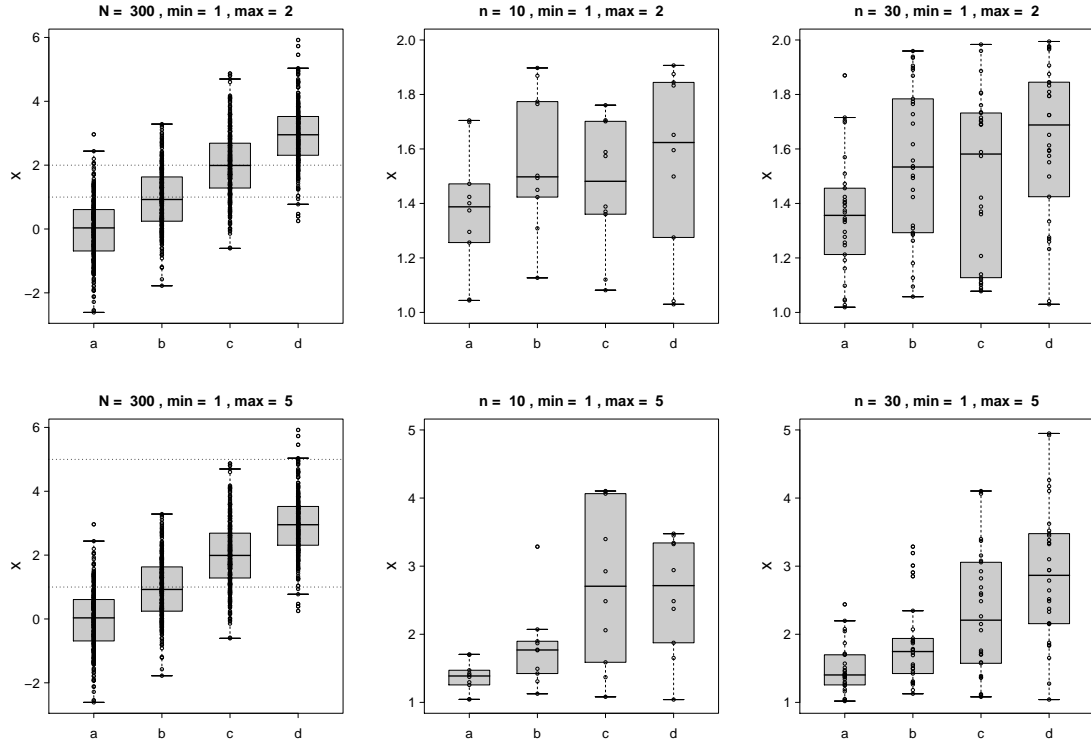 N = 300 , min = 1 , max = 2
6
4
2
0
−2
X
a b c d
n = 10 , min = 1 , max = 2
2.0
1.8
1.6
1.4
1.2
1.0
X
a b c d
n = 30 , min = 1 , max = 2
2.0
1.8
1.6
1.4
1.2
1.0
X
a b c d
N = 300 , min = 1 , max = 5
6
4
2
0
−2
X
a b c d
n = 10 , min = 1 , max = 5
5
4
3
2
1
X
a b c d
n = 30 , min = 1 , max = 5
5
4
3
2
1
X
a b c d